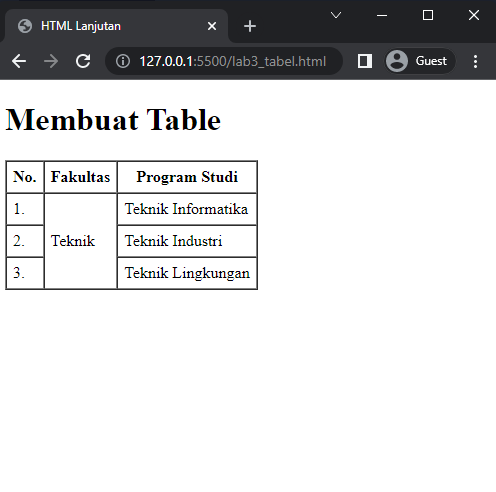 HTML Lanjutan
127.0.0.1:5500/lab3_tabel.html
Guest
Membuat Table
No. Fakultas Program Studi
1. Teknik Informatika
2. Teknik Teknik Industri
3. Teknik Lingkungan